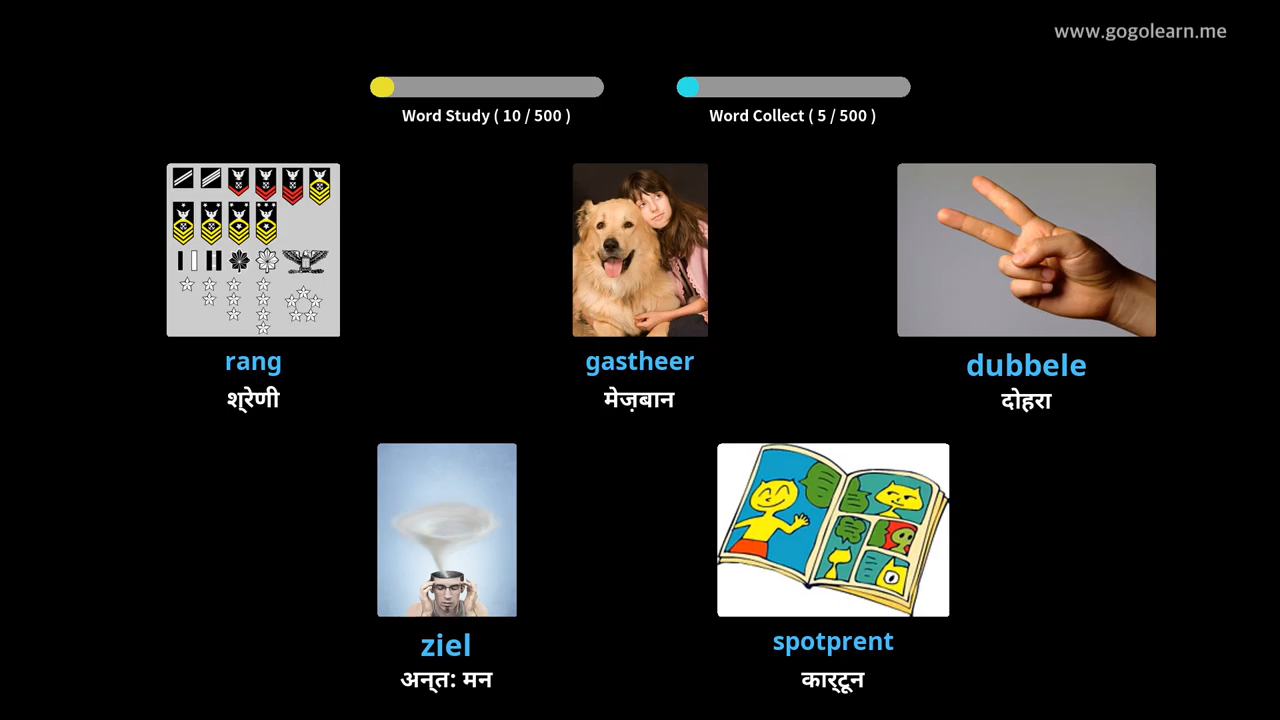 www.gogolearn.me
Word Study ( 10 / 500 )
Word Collect ( 5 / 500 )
rang
श्रेणी
gastheer
मेज़बान
dubbele
दोहरा
ziel
अन्त: मन
spotprent
कार्टून